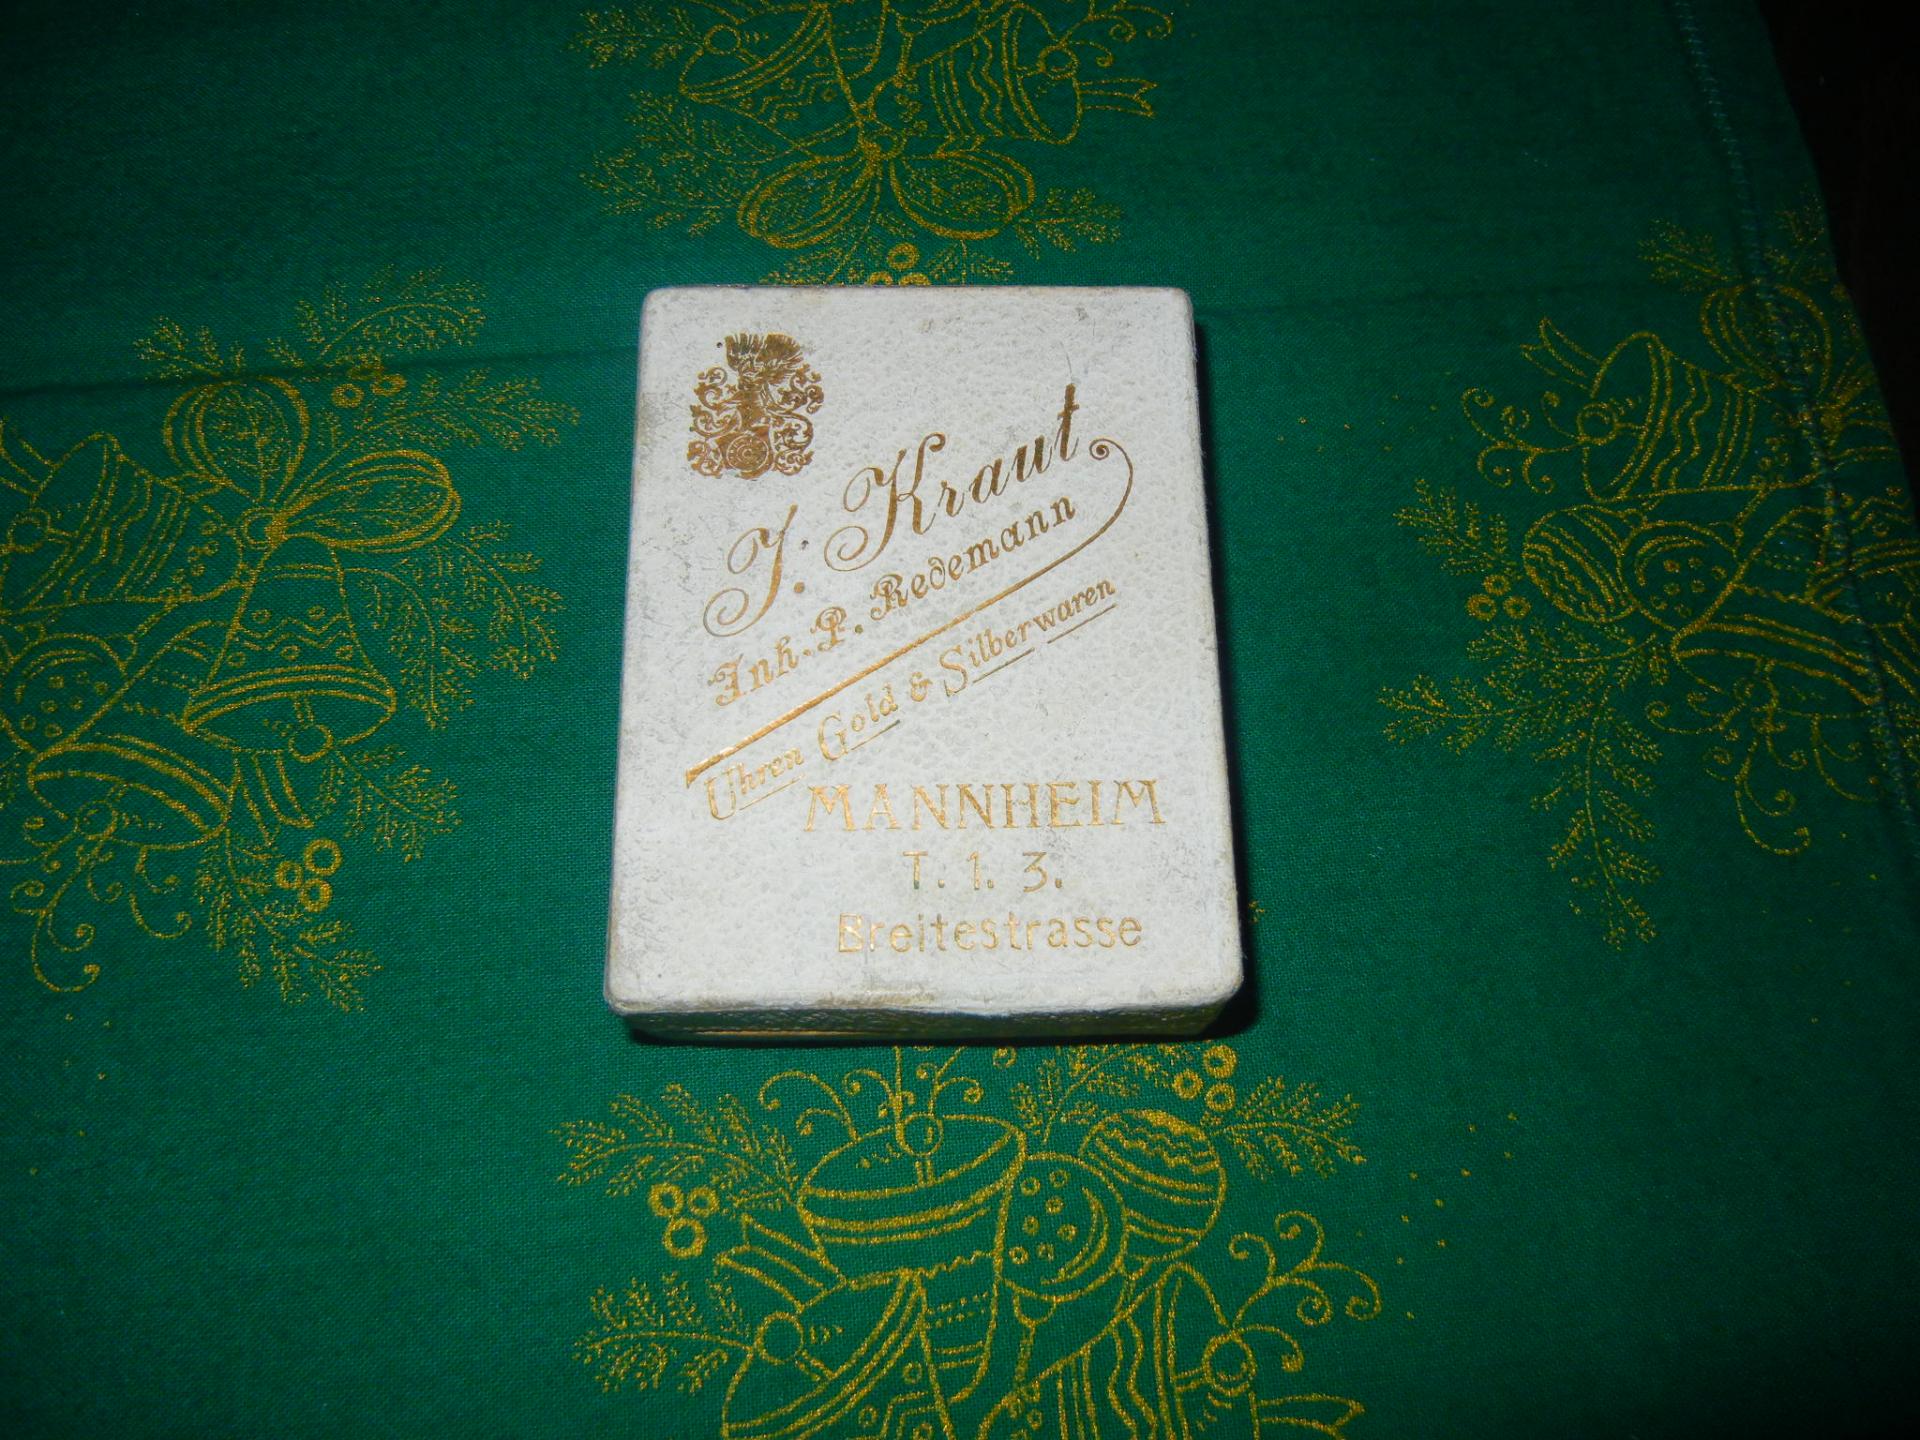 J. Kraut
Inh. P. Redemann
Uhren Gold & Silberwaren
MANNHEIM
T. 1. 3.
Breitestrasse